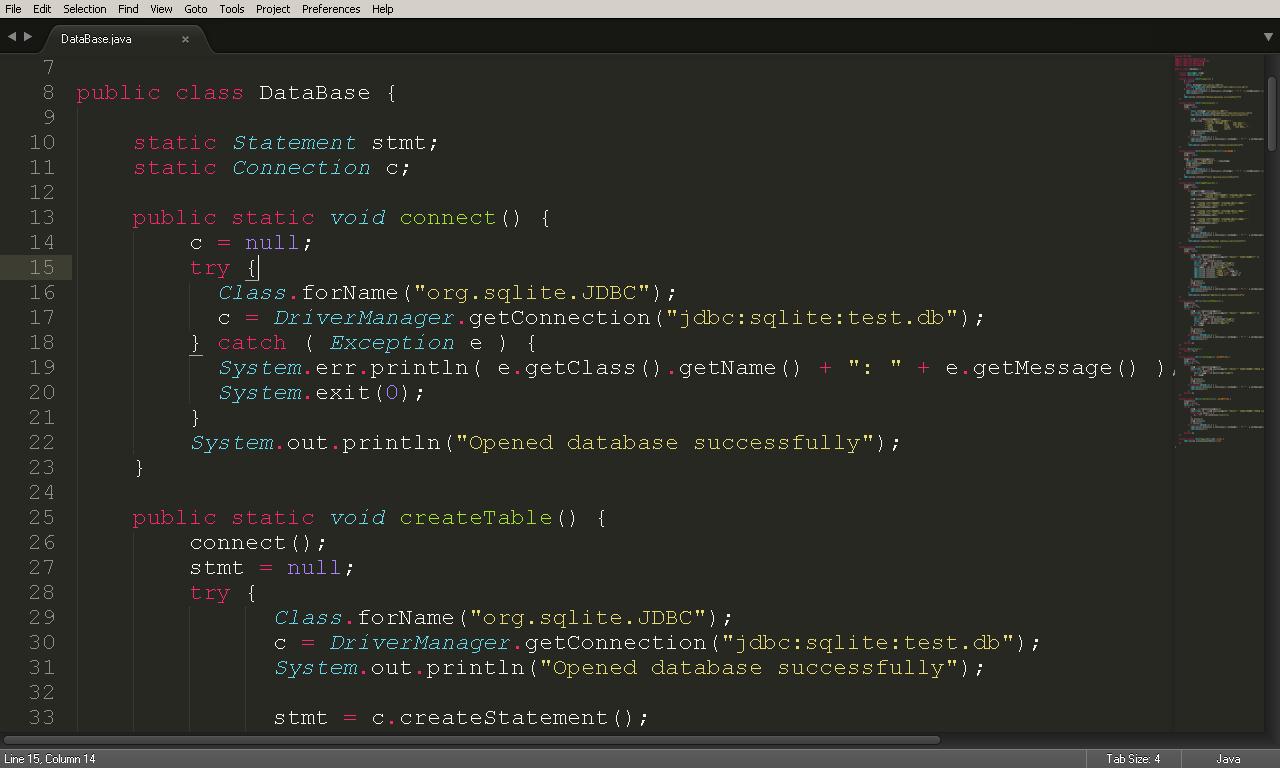 File Edit Selection Find View Goto Tools Project Preferences Help
DataBase.java ×
7
8 public class DataBase {
9
10 static Statement stmt;
11 static Connection c;
12
13 public static void connect() {
14 c = null;
15 try {
16 Class.forName("org.sqlite.JDBC");
17 c = DriverManager.getConnection("jdbc:sqlite:test.db");
18 } catch ( Exception e ) {
19 System.err.println( e.getClass().getName() + ": " + e.getMessage() );
20 System.exit(0);
21 }
22 System.out.println("Opened database successfully");
23 }
24
25 public static void createTable() {
26 connect();
27 stmt = null;
28 try {
29 Class.forName("org.sqlite.JDBC");
30 c = DriverManager.getConnection("jdbc:sqlite:test.db");
31 System.out.println("Opened database successfully");
32
33 stmt = c.createStatement();
Line 15, Column 14 Tab Size: 4 Java